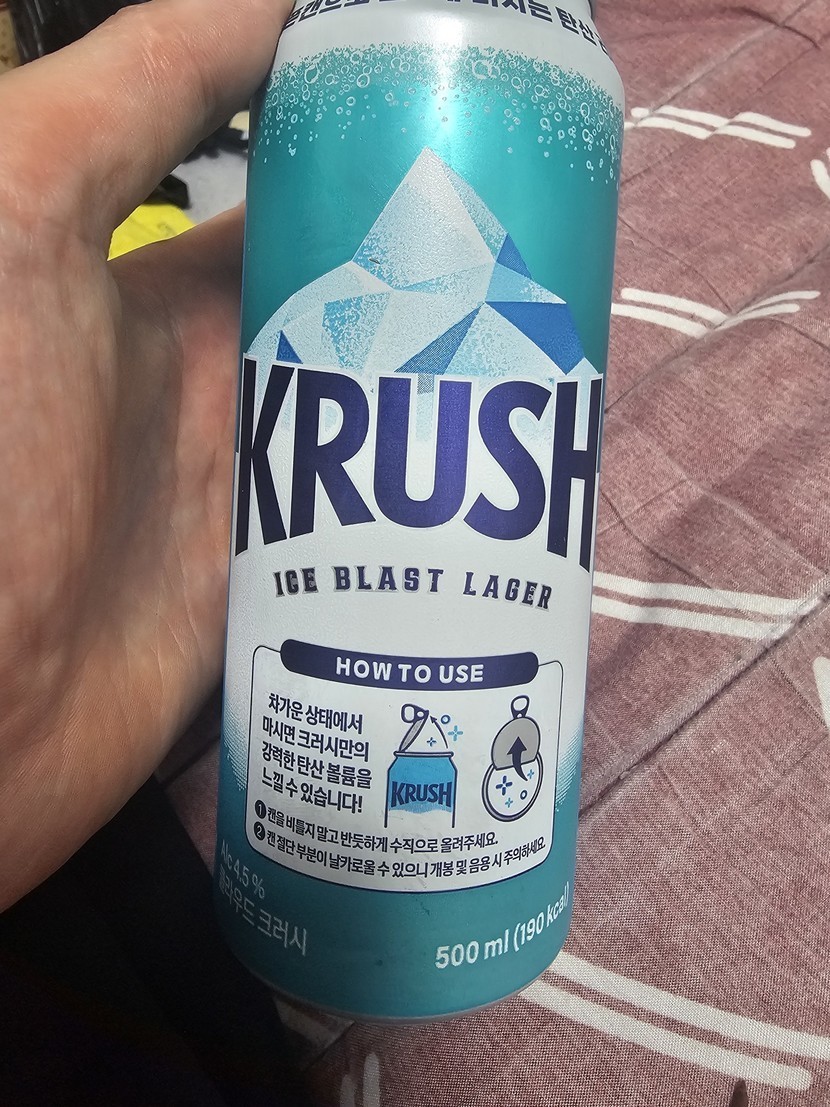 KRUSH
ICE BLAST LAGER
HOW TO USE
차가운 상태에서
마시면 크러시만의
강력한 탄산 볼륨을
느낄 수 있습니다!
KRUSH
1 캔을 비틀지 말고 반듯하게 수직으로 올려주세요.
2 캔 절단 부분이 날카로울 수 있으니 개봉 및 음용 시 주의하세요.
Alc 4.5 %
클라우드 크러시
500 ml (190 kcal)